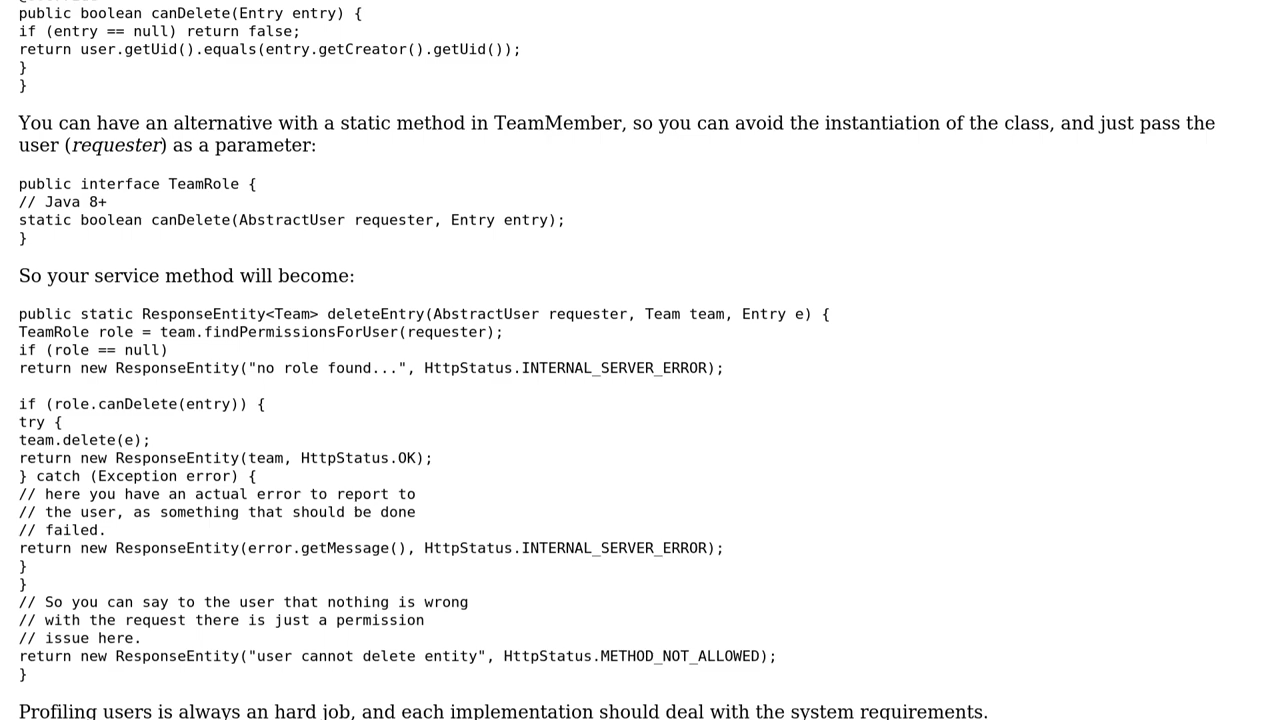 public boolean canDelete(Entry entry) {
if (entry == null) return false;
return user.getUid().equals(entry.getCreator().getUid());
}
}
You can have an alternative with a static method in TeamMember, so you can avoid the instantiation of the class, and just pass the
user (requester) as a parameter:
public interface TeamRole {
// Java 8+
static boolean canDelete(AbstractUser requester, Entry entry);
}
So your service method will become:
public static ResponseEntity<Team> deleteEntry(AbstractUser requester, Team team, Entry e) {
TeamRole role = team.findPermissionsForUser(requester);
if (role == null)
return new ResponseEntity("no role found...", HttpStatus.INTERNAL_SERVER_ERROR);
if (role.canDelete(entry)) {
try {
team.delete(e);
return new ResponseEntity(team, HttpStatus.OK);
} catch (Exception error) {
// here you have an actual error to report to
// the user, as something that should be done
// failed.
return new ResponseEntity(error.getMessage(), HttpStatus.INTERNAL_SERVER_ERROR);
}
}
// So you can say to the user that nothing is wrong
// with the request there is just a permission
// issue here.
return new ResponseEntity("user cannot delete entity", HttpStatus.METHOD_NOT_ALLOWED);
}
Profiling users is always an hard job, and each implementation should deal with the system requirements.